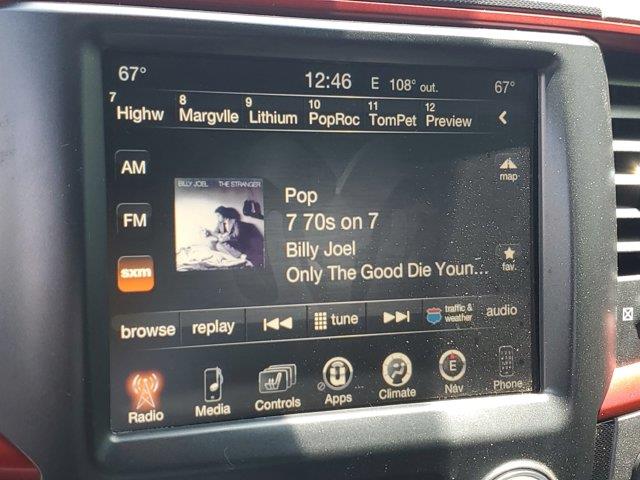 67° 12:46 E 108° out. 67°
7 8 9 10 11 12
Highw Margvlle Lithium PopRoc TomPet Preview
AM
FM
sxm
BILLY JOEL THE STRANGER
Pop
7 70s on 7
Billy Joel
Only The Good Die Youn...
map
fav.
browse replay tune traffic & weather audio
Radio Media Controls Apps Climate E Nav Phone